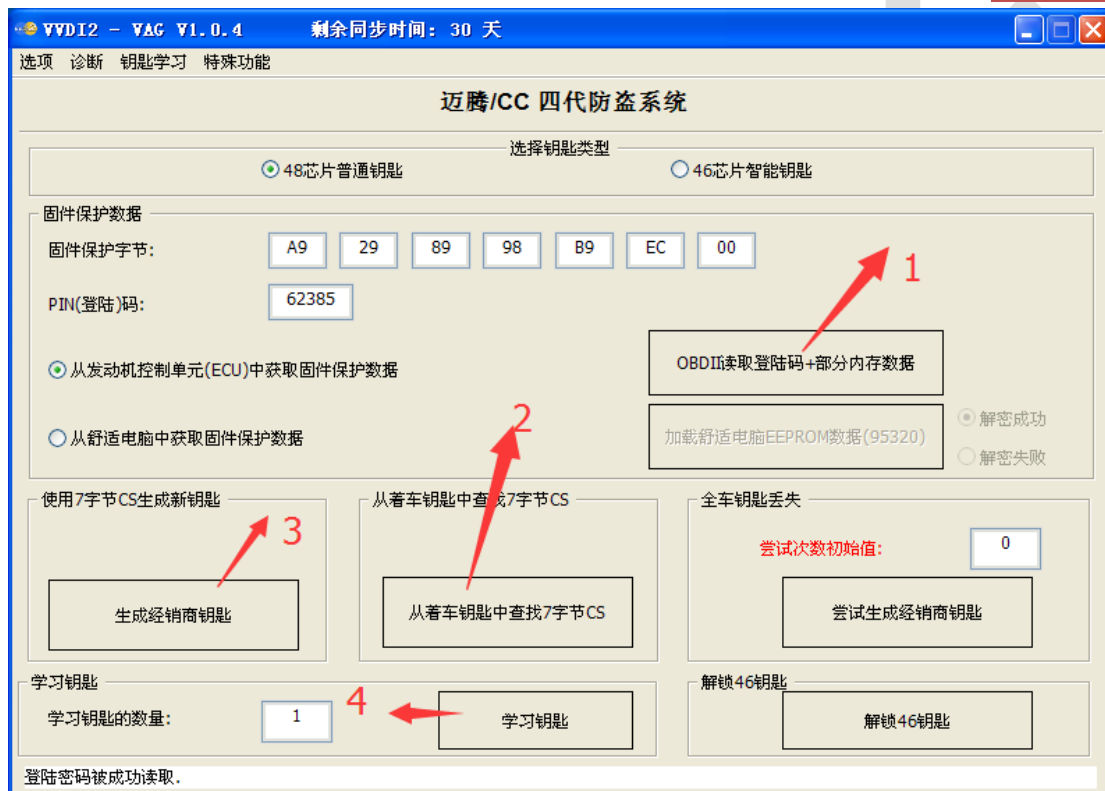 VVDI2 - VAG V1.0.4 剩余同步时间: 30 天
选项 诊断 钥匙学习 特殊功能
迈腾/CC 四代防盗系统
选择钥匙类型
48芯片普通钥匙 46芯片智能钥匙
固件保护数据
固件保护字节: A9 29 89 98 B9 EC 00
1
PIN(登陆)码: 62385
从发动机控制单元(ECU)中获取固件保护数据 OBDII读取登陆码+部分内存数据
2
从舒适电脑中获取固件保护数据 加载舒适电脑EEPROM数据(95320) 解密成功
解密失败
使用7字节CS生成新钥匙 从着车钥匙中查找7字节CS 全车钥匙丢失
3
尝试次数初始值: 0
生成经销商钥匙 从着车钥匙中查找7字节CS 尝试生成经销商钥匙
学习钥匙 解锁46钥匙
学习钥匙的数量: 1 4 学习钥匙 解锁46钥匙
登陆密码被成功读取.